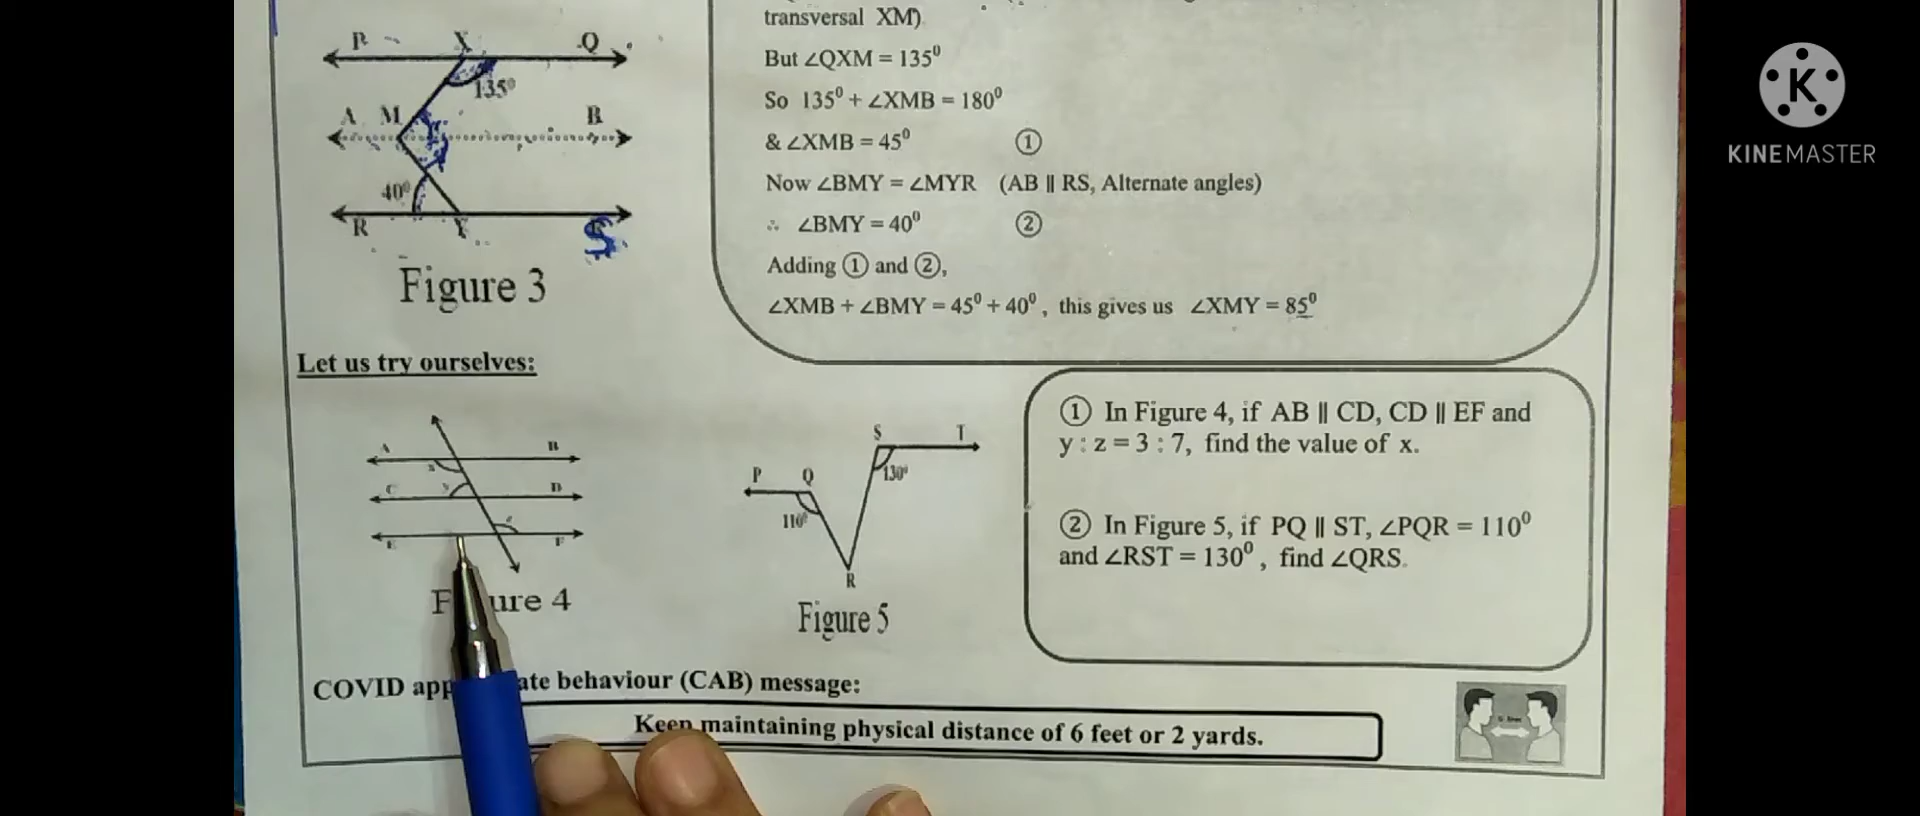 transversal XM)
But ∠QXM = 135⁰
So 135⁰ + ∠XMB = 180⁰
& ∠XMB = 45⁰ ①
Now ∠BMY = ∠MYR (AB ∥ RS, Alternate angles)
∴ ∠BMY = 40⁰ ②
Adding ① and ②,
∠XMB + ∠BMY = 45⁰ + 40⁰, this gives us ∠XMY = 85⁰
P X Q
135⁰
A M B
40⁰
R Y S
Figure 3
Let us try ourselves:
A B
x
C y D
z
E F
ure 4
S T
130⁰
P Q
110⁰
R
Figure 5
① In Figure 4, if AB ∥ CD, CD ∥ EF and
y : z = 3 : 7, find the value of x.
② In Figure 5, if PQ ∥ ST, ∠PQR = 110⁰
and ∠RST = 130⁰, find ∠QRS.
COVID app ate behaviour (CAB) message:
Keep maintaining physical distance of 6 feet or 2 yards.
K
KINEMASTER